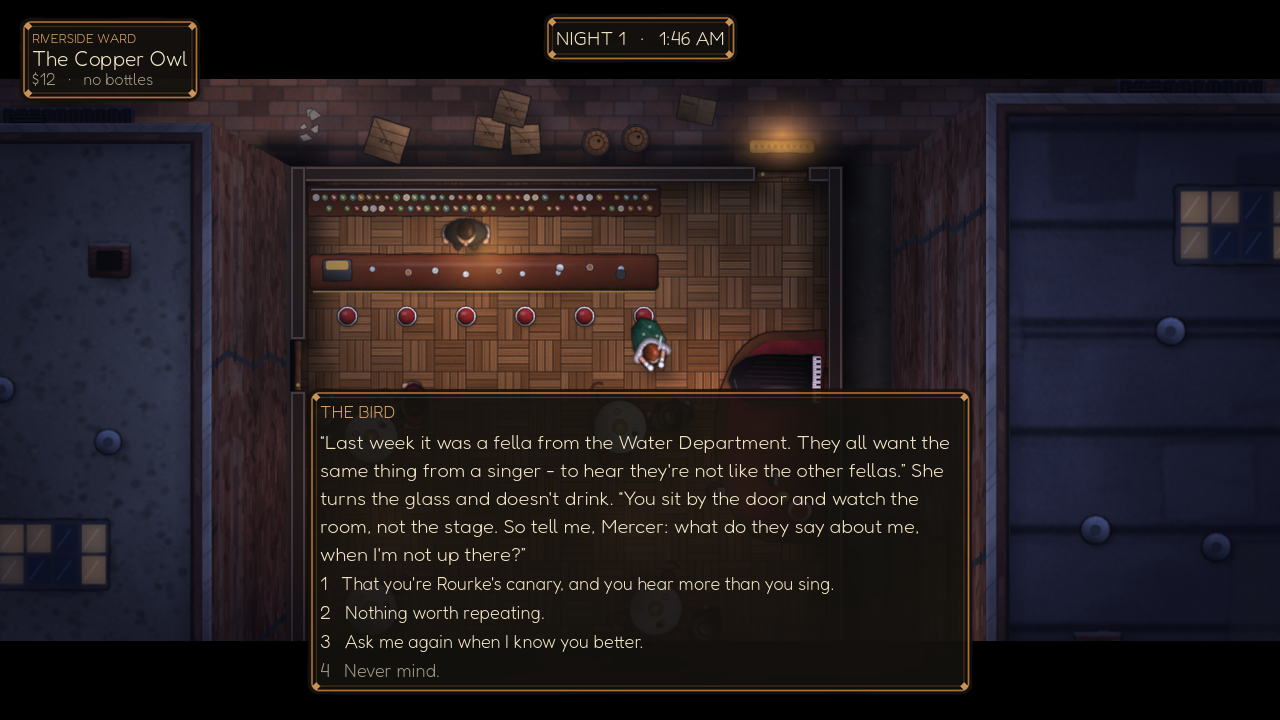 RIVERSIDE WARD
The Copper Owl
$12 · no bottles
NIGHT 1 · 1:46 AM
THE BIRD
"Last week it was a fella from the Water Department. They all want the
same thing from a singer - to hear they're not like the other fellas." She
turns the glass and doesn't drink. "You sit by the door and watch the
room, not the stage. So tell me, Mercer: what do they say about me,
when I'm not up there?"
1 That you're Rourke's canary, and you hear more than you sing.
2 Nothing worth repeating.
3 Ask me again when I know you better.
4 Never mind.